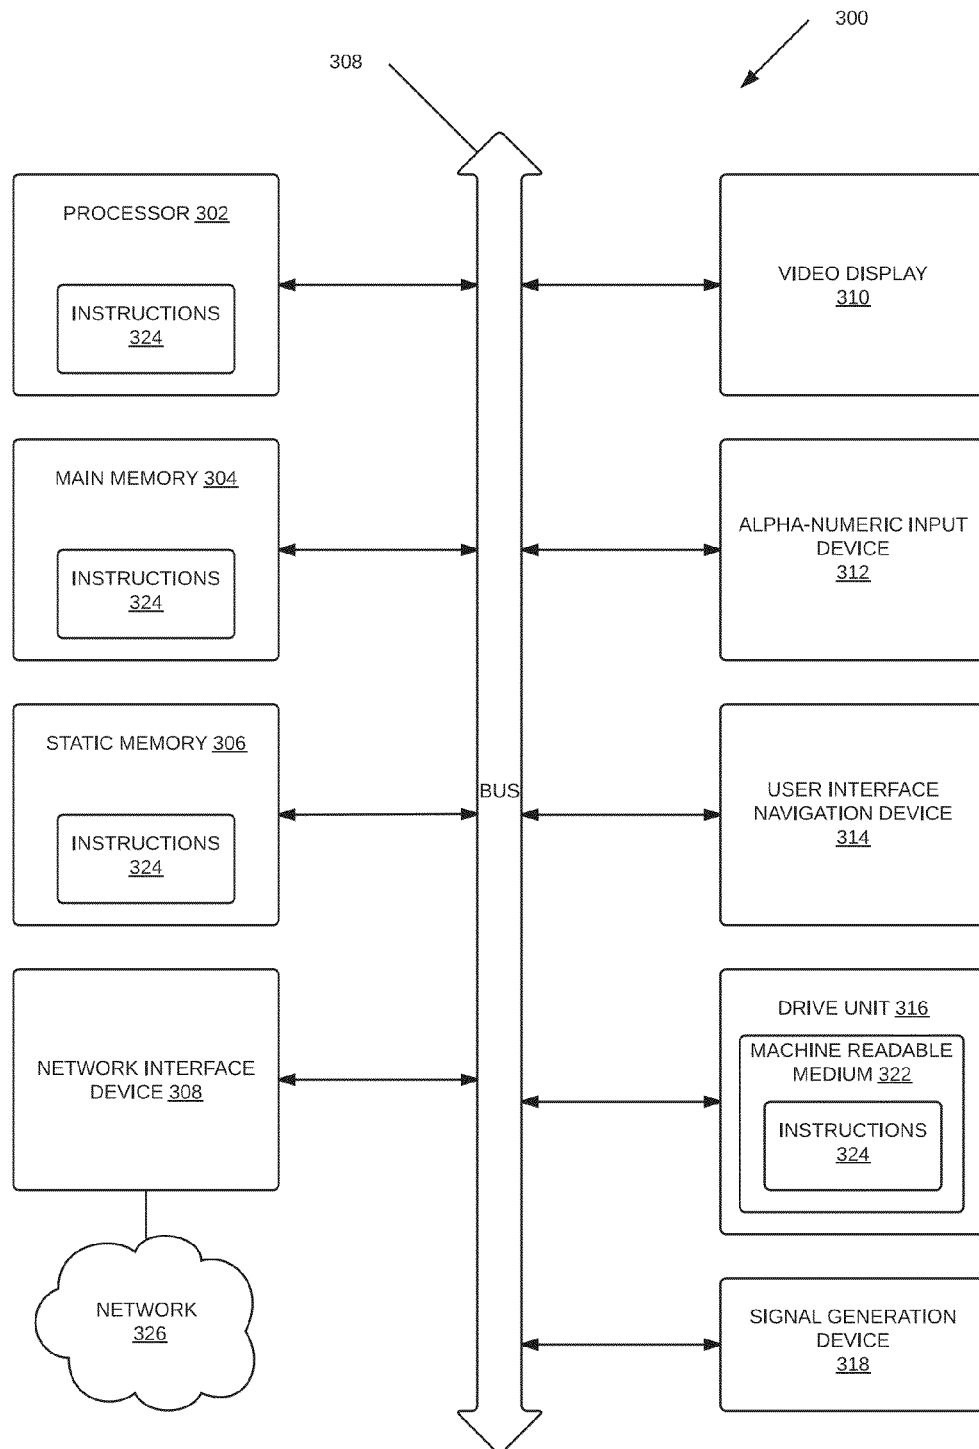 300
308
PROCESSOR 302
INSTRUCTIONS
324
VIDEO DISPLAY
310
MAIN MEMORY 304
INSTRUCTIONS
324
ALPHA-NUMERIC INPUT
DEVICE
312
STATIC MEMORY 306
INSTRUCTIONS
324
BUS
USER INTERFACE
NAVIGATION DEVICE
314
NETWORK INTERFACE
DEVICE 308
DRIVE UNIT 316
MACHINE READABLE
MEDIUM 322
INSTRUCTIONS
324
NETWORK
326
SIGNAL GENERATION
DEVICE
318